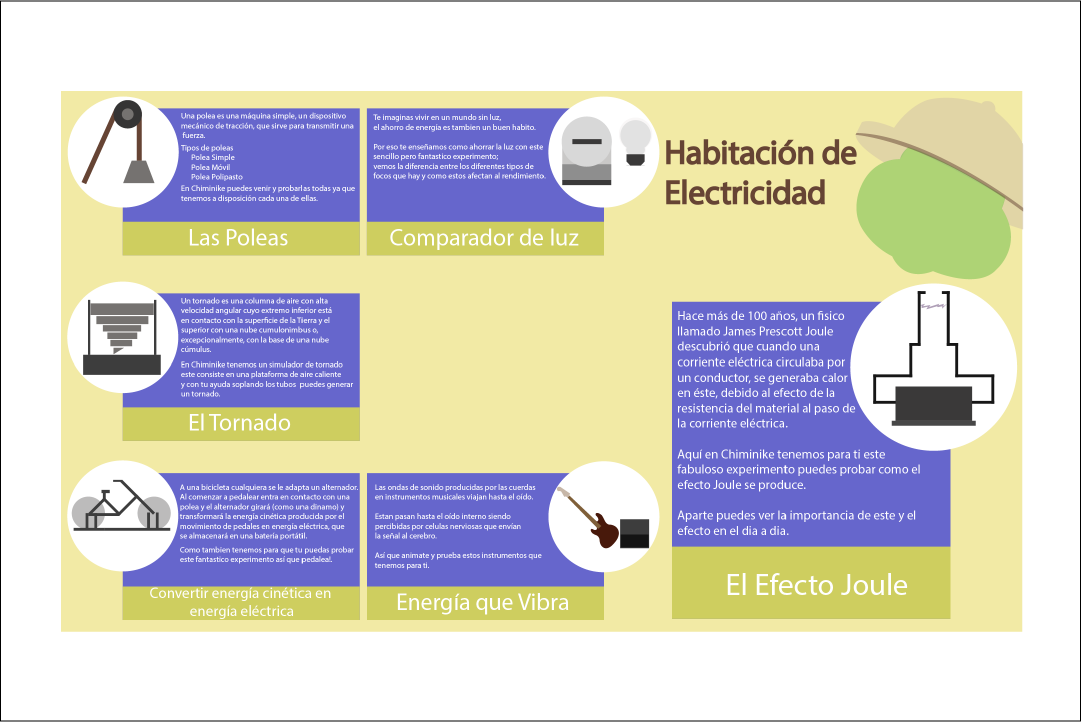 Una polea es una máquina simple, un dispositivo
mecánico de tracción, que sirve para transmitir una
fuerza.
Tipos de poleas
Polea Simple
Polea Móvil
Polea Polipasto
En Chiminike puedes venir y probarlas todas ya que
tenemos a disposición cada una de ellas.
Las Poleas
Te imaginas vivir en un mundo sin luz,
el ahorro de energía es tambien un buen habito.
Por eso te enseñamos como ahorrar la luz con este
sencillo pero fantastico experimento;
vemos la diferencia entre los diferentes tipos de
focos que hay y como estos afectan al rendimiento.
Comparador de luz
Habitación de
Electricidad
Un tornado es una columna de aire con alta
velocidad angular cuyo extremo inferior está
en contacto con la superficie de la Tierra y el
superior con una nube cumulonimbus o,
excepcionalmente, con la base de una nube
cúmulus.
En Chiminike tenemos un simulador de tornado
este consiste en una plataforma de aire caliente
y con tu ayuda soplando los tubos puedes generar
un tornado.
El Tornado
Hace más de 100 años, un fisico
llamado James Prescott Joule
descubrió que cuando una
corriente eléctrica circulaba por
un conductor, se generaba calor
en éste, debido al efecto de la
resistencia del material al paso de
la corriente eléctrica.
Aquí en Chiminike tenemos para ti este
fabuloso experimento puedes probar como el
efecto Joule se produce.
Aparte puedes ver la importancia de este y el
efecto en el dia a dia.
El Efecto Joule
A una bicicleta cualquiera se le adapta un alternador.
Al comenzar a pedalear entra en contacto con una
polea y el alternador girará (como una dinamo) y
transformará la energía cinética producida por el
movimiento de pedales en energía eléctrica, que
se almacenará en una batería portátil.
Como tambien tenemos para que tu puedas probar
este fantastico experimento así que pedalea!.
Convertir energía cinética en
energía eléctrica
Las ondas de sonido producidas por las cuerdas
en instrumentos musicales viajan hasta el oído.
Estan pasan hasta el oído interno siendo
percibidas por celulas nerviosas que envían
la señal al cerebro.
Así que animate y prueba estos instrumentos que
tenemos para ti.
Energía que Vibra